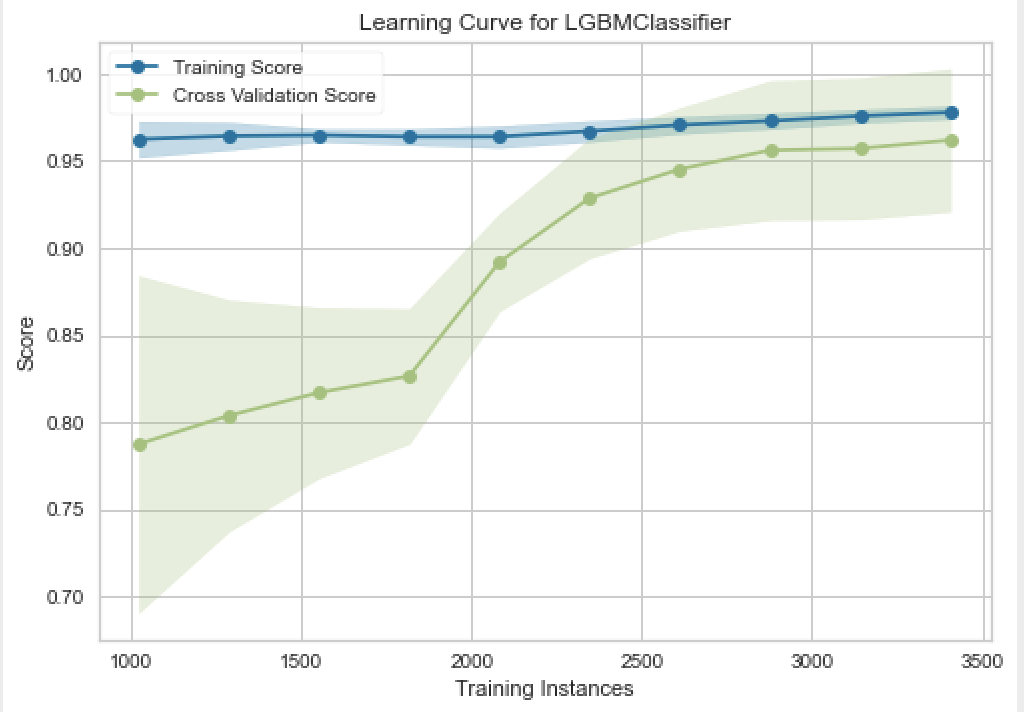 Learning Curve for LGBMClassifier
Training Score
Cross Validation Score
1.00
0.95
0.90
0.85
0.80
0.75
0.70
Score
1000 1500 2000 2500 3000 3500
Training Instances